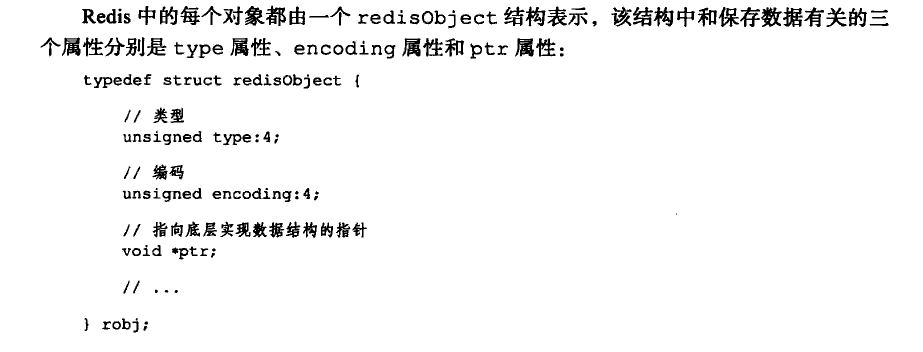 Redis 中的每个对象都由一个 redisObject 结构表示，该结构中和保存数据有关的三
个属性分别是 type 属性、encoding 属性和 ptr 属性：
typedef struct redisObject {
// 类型
unsigned type:4;
// 编码
unsigned encoding:4;
// 指向底层实现数据结构的指针
void *ptr;
// ...
} robj;